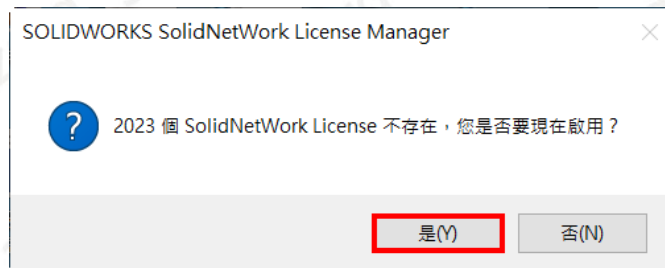 SOLIDWORKS SolidNetWork License Manager
2023 個 SolidNetWork License 不存在，您是否要現在啟用？
是(Y)
否(N)